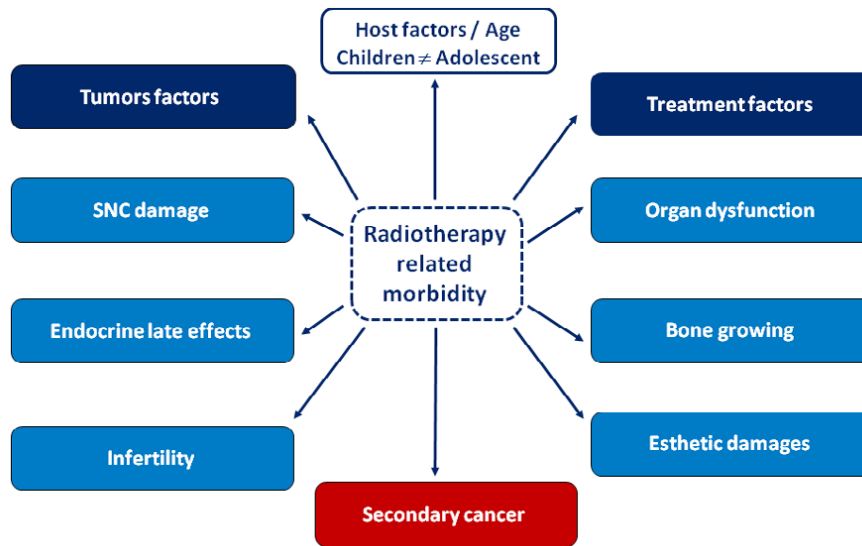 Host factors / Age
Children ≠ Adolescent
Tumors factors
Treatment factors
SNC damage
Organ dysfunction
Radiotherapy
related
morbidity
Endocrine late effects
Bone growing
Infertility
Esthetic damages
Secondary cancer